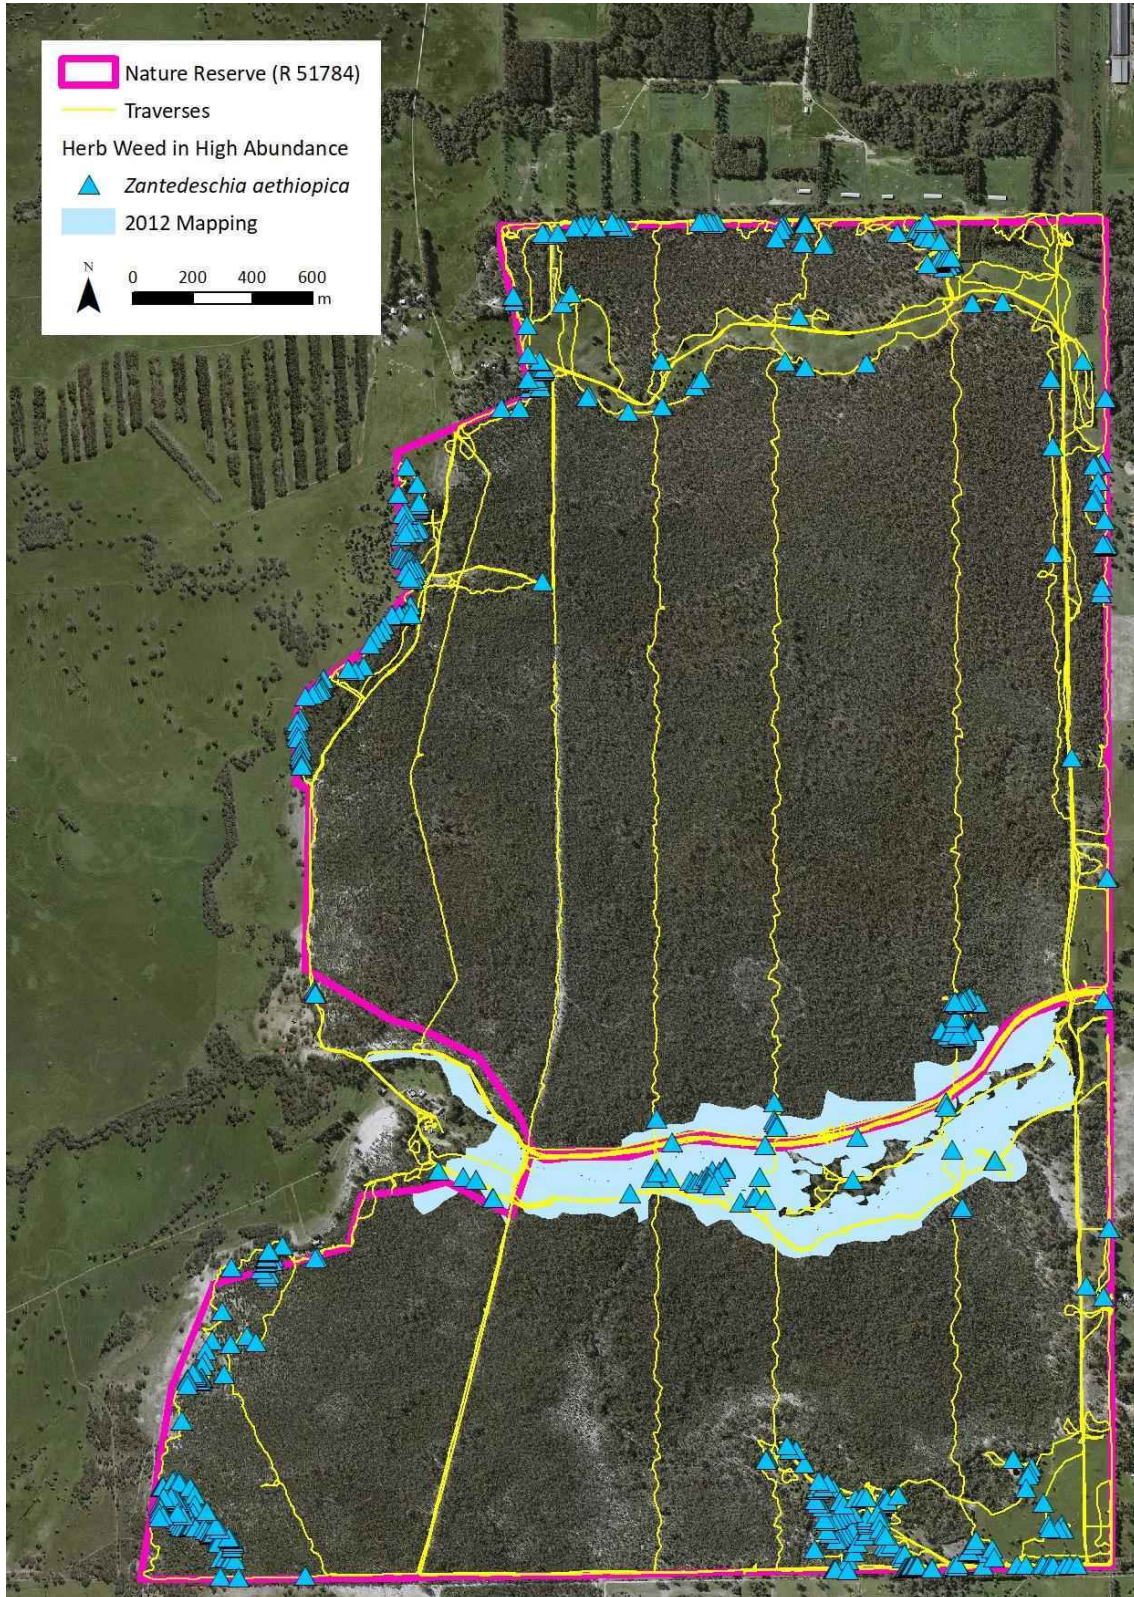 Nature Reserve (R 51784)
Traverses
Herb Weed in High Abundance
Zantedeschia aethiopica
2012 Mapping
N
0 200 400 600
m